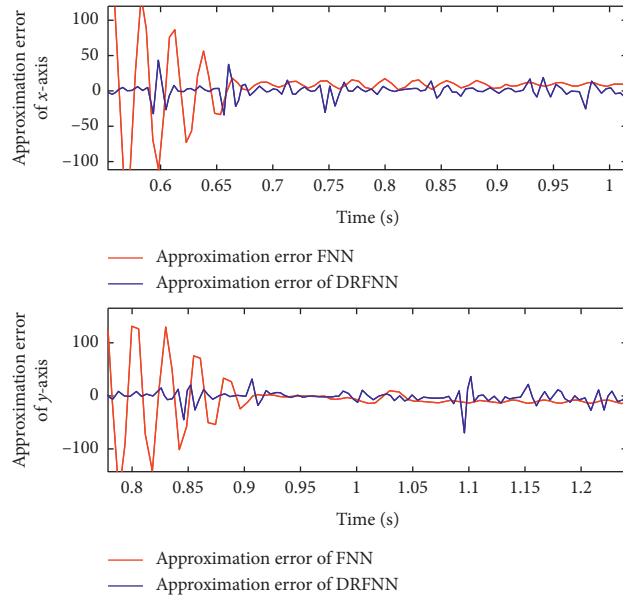 Approximation error
of x-axis
100
50
0
−50
−100
0.6
0.65
0.7
0.75
0.8
0.85
0.9
0.95
1
Time (s)
Approximation error FNN
Approximation error of DRFNN
Approximation error
of y-axis
100
0
−100
0.8
0.85
0.9
0.95
1
1.05
1.1
1.15
1.2
Time (s)
Approximation error of FNN
Approximation error of DRFNN